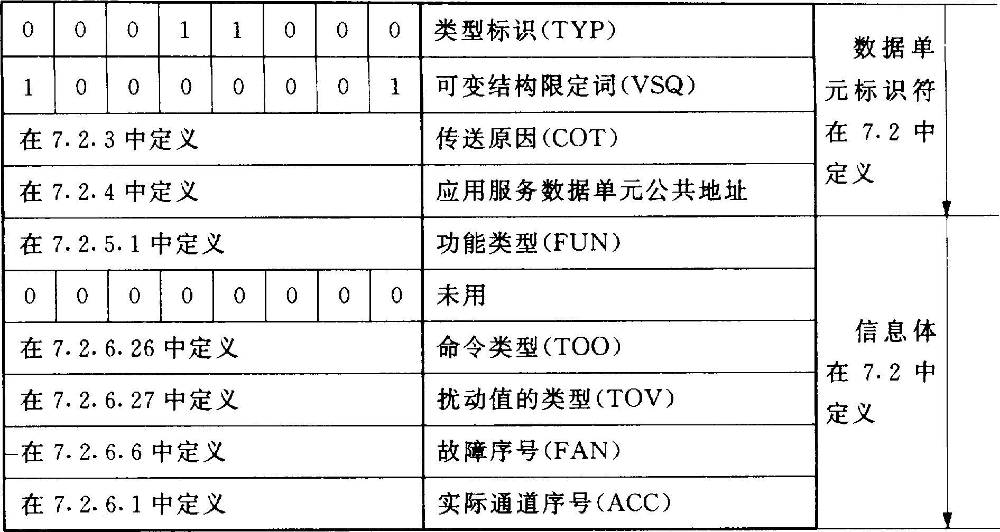 0 0 0 1 1 0 0 0 类型标识(TYP)
1 0 0 0 0 0 0 1 可变结构限定词(VSQ)
在 7.2.3 中定义 传送原因(COT)
在 7.2.4 中定义 应用服务数据单元公共地址
数据单
元标识符
在 7.2 中
定义
在 7.2.5.1 中定义 功能类型(FUN)
0 0 0 0 0 0 0 0 未用
在 7.2.6.26 中定义 命令类型(TOO)
在 7.2.6.27 中定义 扰动值的类型(TOV)
在 7.2.6.6 中定义 故障序号(FAN)
在 7.2.6.1 中定义 实际通道序号(ACC)
信息体
在 7.2 中
定义